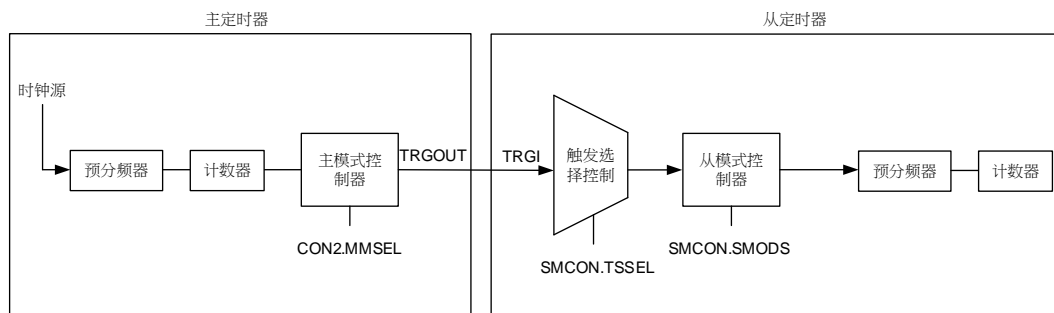 主定时器
从定时器
时钟源
预分频器
计数器
主模式控
制器
TRGOUT
TRGI
触发选
择控制
从模式控
制器
预分频器
计数器
CON2.MMSEL
SMCON.TSSEL
SMCON.SMODS